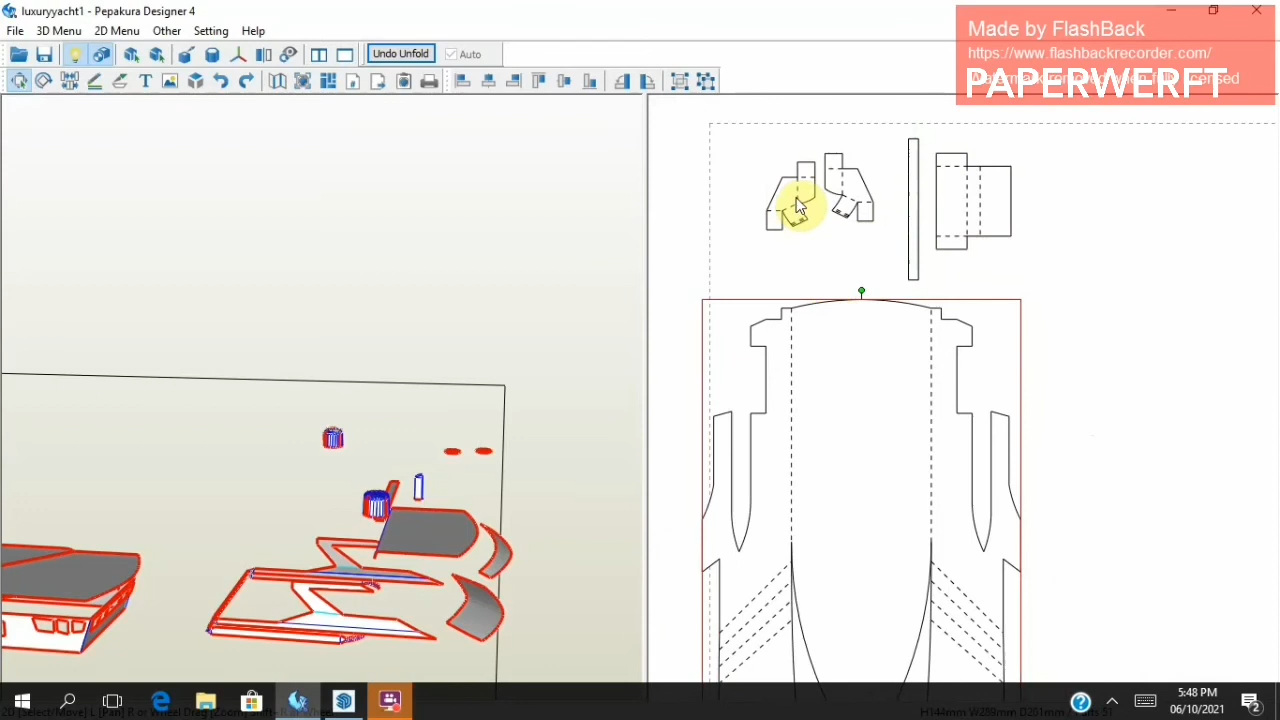 luxuryyacht1 - Pepakura Designer 4
File 3D Menu 2D Menu Other Setting Help
Undo Unfold Auto
Made by FlashBack
https://www.flashbackrecorder.com/
PAPERWERFT
5:48 PM
06/10/2021
2